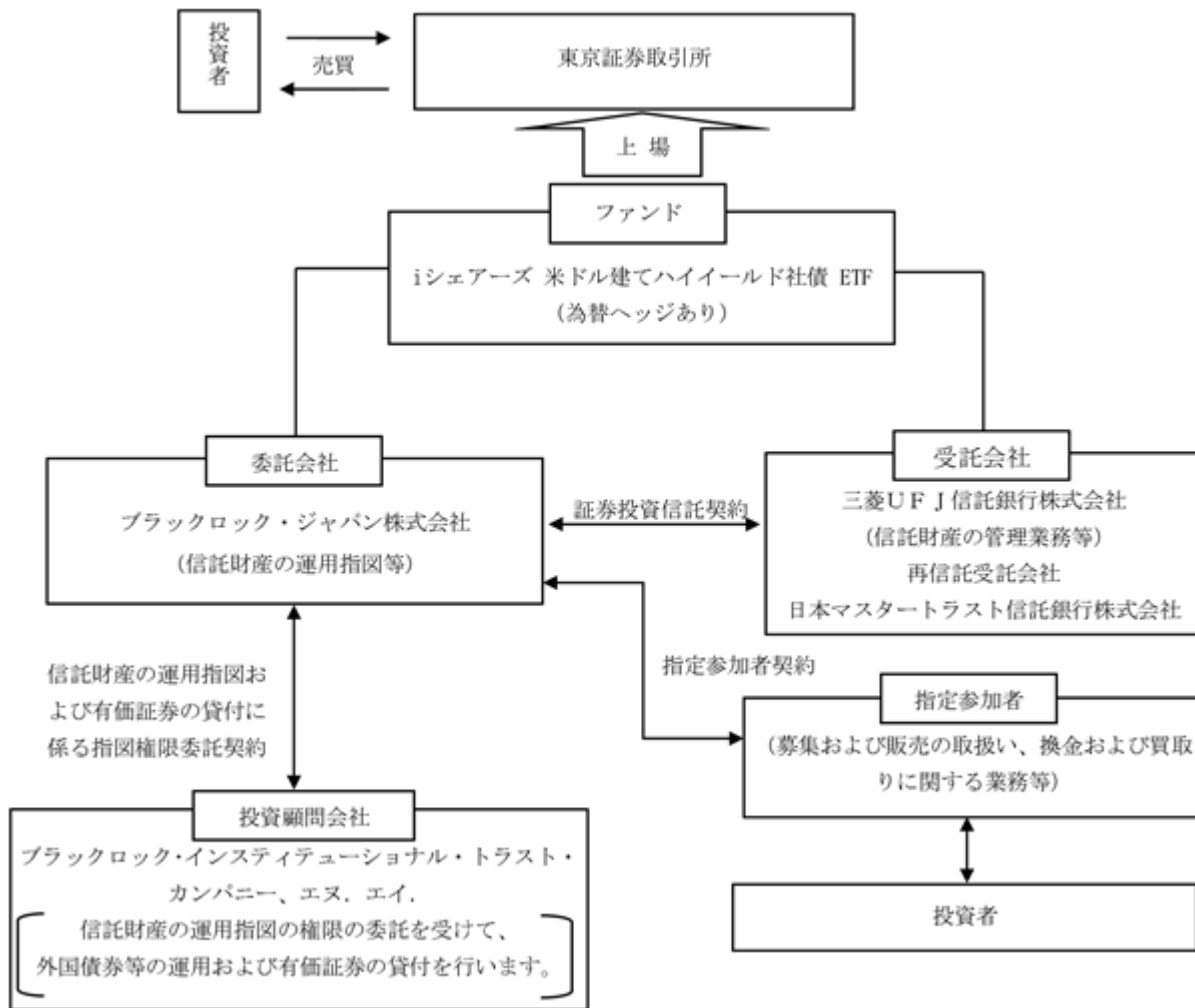 投資者
売買
東京証券取引所
上 場
ファンド
iシェアーズ 米ドル建てハイイールド社債 ETF
（為替ヘッジあり）
委託会社
ブラックロック・ジャパン株式会社
(信託財産の運用指図等)
証券投資信託契約
受託会社
三菱ＵＦＪ信託銀行株式会社
(信託財産の管理業務等)
再信託受託会社
日本マスタートラスト信託銀行株式会社
信託財産の運用指図お
よび有価証券の貸付に
係る指図権限委託契約
指定参加者契約
指定参加者
（募集および販売の取扱い、換金および買取
りに関する業務等）
投資顧問会社
ブラックロック・インスティテューショナル・トラスト・
カンパニー、エヌ．エイ．
信託財産の運用指図の権限の委託を受けて、
外国債券等の運用および有価証券の貸付を行います。
投資者